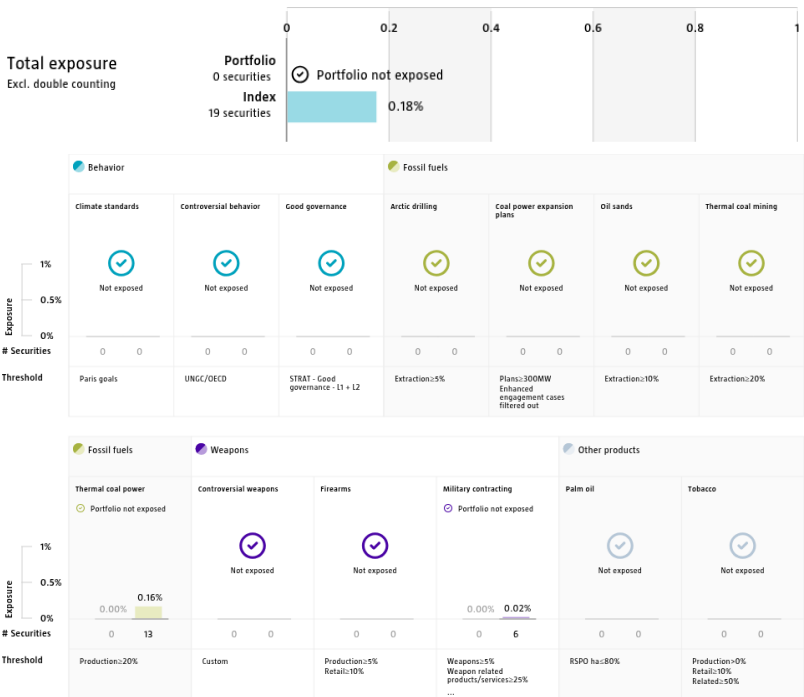 0 0.2 0.4 0.6 0.8 1
Total exposure
Excl. double counting
Portfolio
0 securities
Portfolio not exposed
Index
19 securities
0.18%
Behavior
Fossil fuels
Climate standards
Controversial behavior
Good governance
Arctic drilling
Coal power expansion
plans
Oil sands
Thermal coal mining
Not exposed
Not exposed
Not exposed
Not exposed
Not exposed
Not exposed
Not exposed
Exposure
1%
0.5%
0%
# Securities
0 0
0 0
0 0
0 0
0 0
0 0
0 0
Threshold
Paris goals
UNGC/OECD
STRAT - Good
governance - L1 + L2
Extraction≥5%
Plans≥300MW
Enhanced
engagement cases
filtered out
Extraction≥10%
Extraction≥20%
Fossil fuels
Weapons
Other products
Thermal coal power
Portfolio not exposed
Controversial weapons
Firearms
Military contracting
Portfolio not exposed
Palm oil
Tobacco
Not exposed
Not exposed
Not exposed
Not exposed
Exposure
1%
0.5%
0%
0.00% 0.16%
0.00% 0.02%
# Securities
0 13
0 0
0 0
0 6
0 0
0 0
Threshold
Production≥20%
Custom
Production≥5%
Retail≥10%
Weapons≥5%
Weapon related
products/services≥25%
...
RSPO ha≤80%
Production>0%
Retail≥10%
Related≥50%